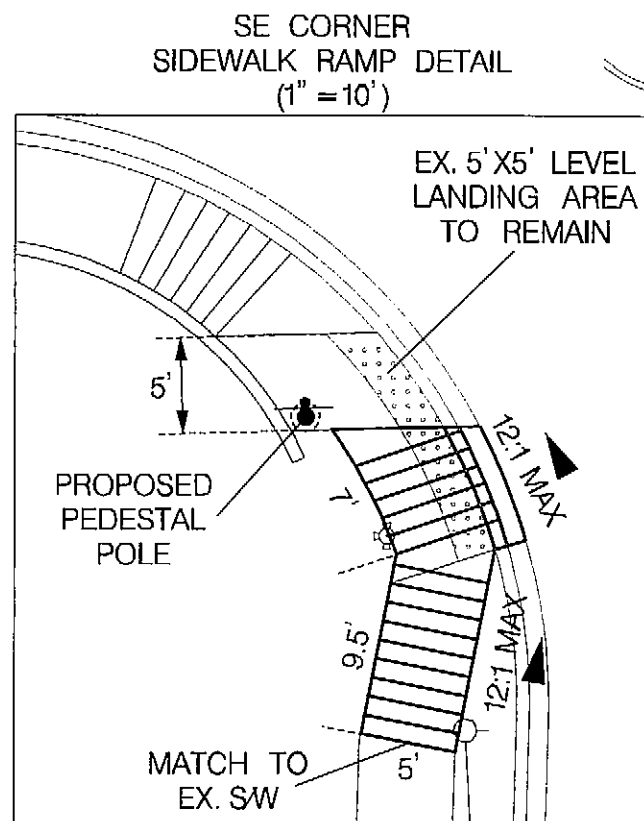 SE CORNER
SIDEWALK RAMP DETAIL
(1" = 10')
EX. 5'X5' LEVEL
LANDING AREA
TO REMAIN
5'
12:1 MAX
PROPOSED
PEDESTAL
POLE
7'
9.5'
12:1 MAX
MATCH TO
EX. S/W
5'